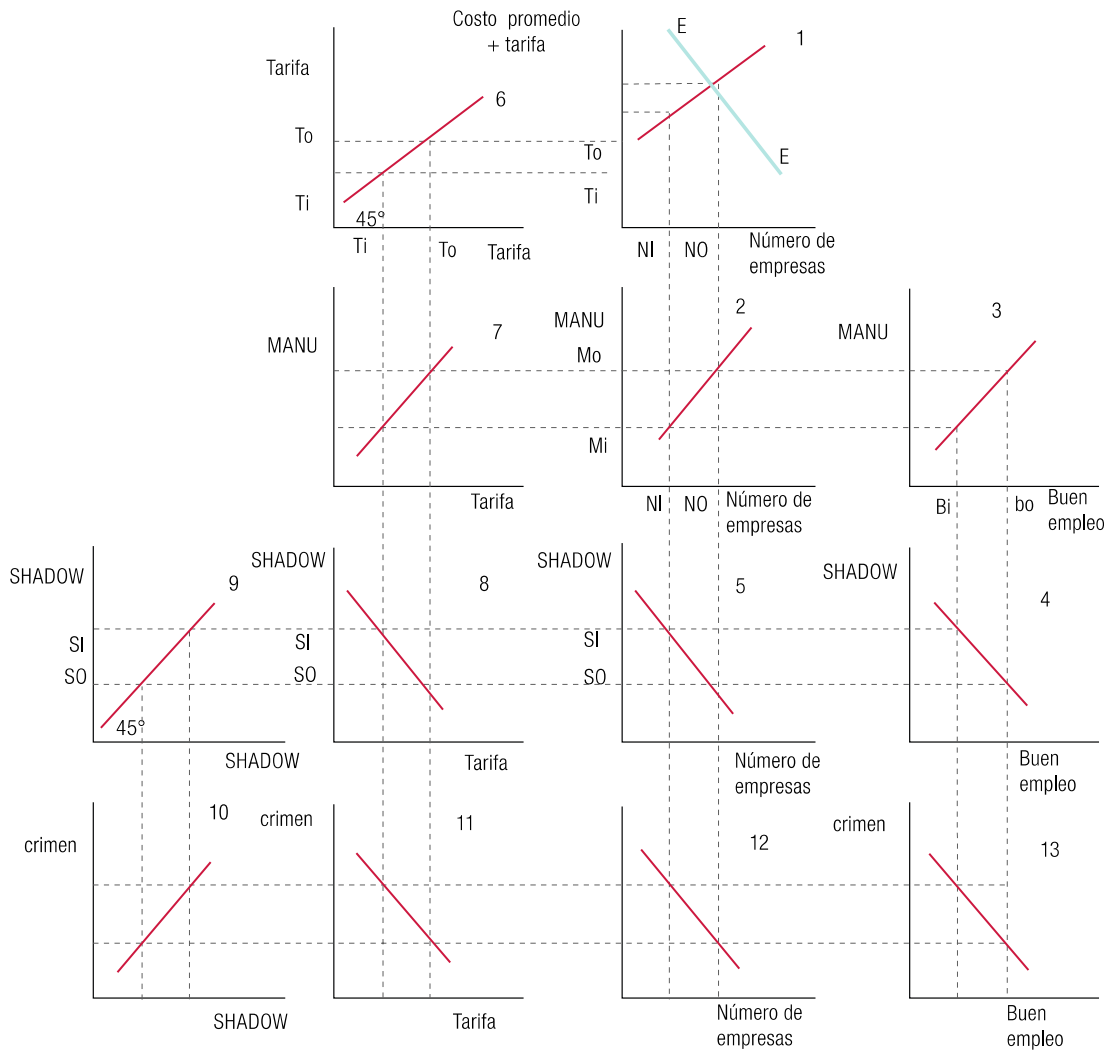 Costo promedio
+ tarifa
Tarifa
6
To
Ti
45°
Ti
To
Tarifa
E
1
To
E
Ti
NI
NO
Número de
empresas
MANU
7
Tarifa
MANU
2
Mo
Mi
NI
NO
Número de
empresas
MANU
3
Bi
bo
Buen
empleo
SHADOW
9
SI
SO
45°
SHADOW
SHADOW
8
SI
SO
Tarifa
SHADOW
5
SI
SO
Número de
empresas
SHADOW
4
Buen
empleo
crimen
10
SHADOW
crimen
11
Tarifa
12
Número de
empresas
crimen
13
Buen
empleo